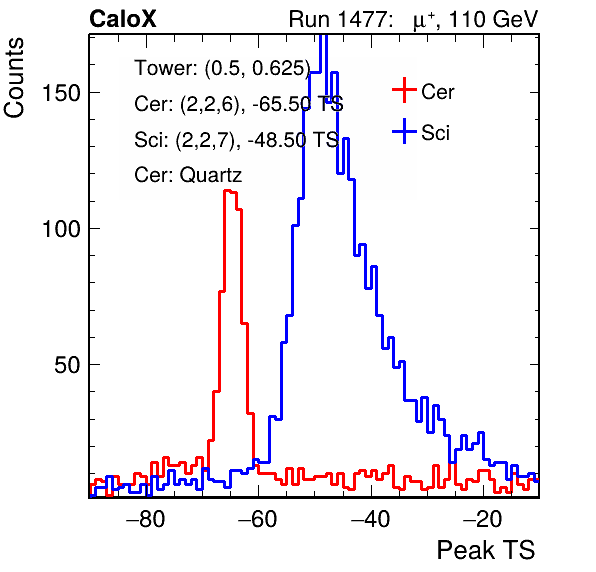 CaloX Run 1477: μ⁺, 110 GeV
Counts
Tower: (0.5, 0.625)
Cer: (2,2,6), -65.50 TS
Sci: (2,2,7), -48.50 TS
Cer: Quartz
Cer
Sci
150
100
50
−80 −60 −40 −20
Peak TS